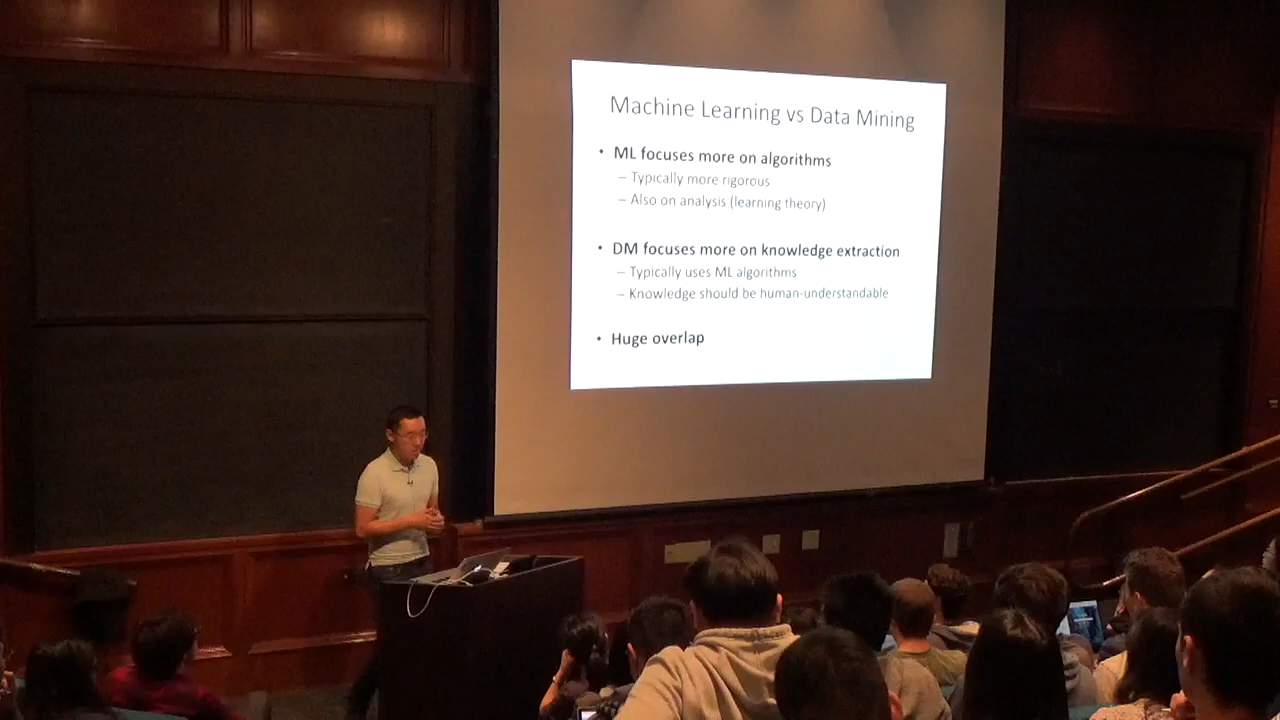 Machine Learning vs Data Mining
• ML focuses more on algorithms
– Typically more rigorous
– Also on analysis (learning theory)
• DM focuses more on knowledge extraction
– Typically uses ML algorithms
– Knowledge should be human-understandable
• Huge overlap